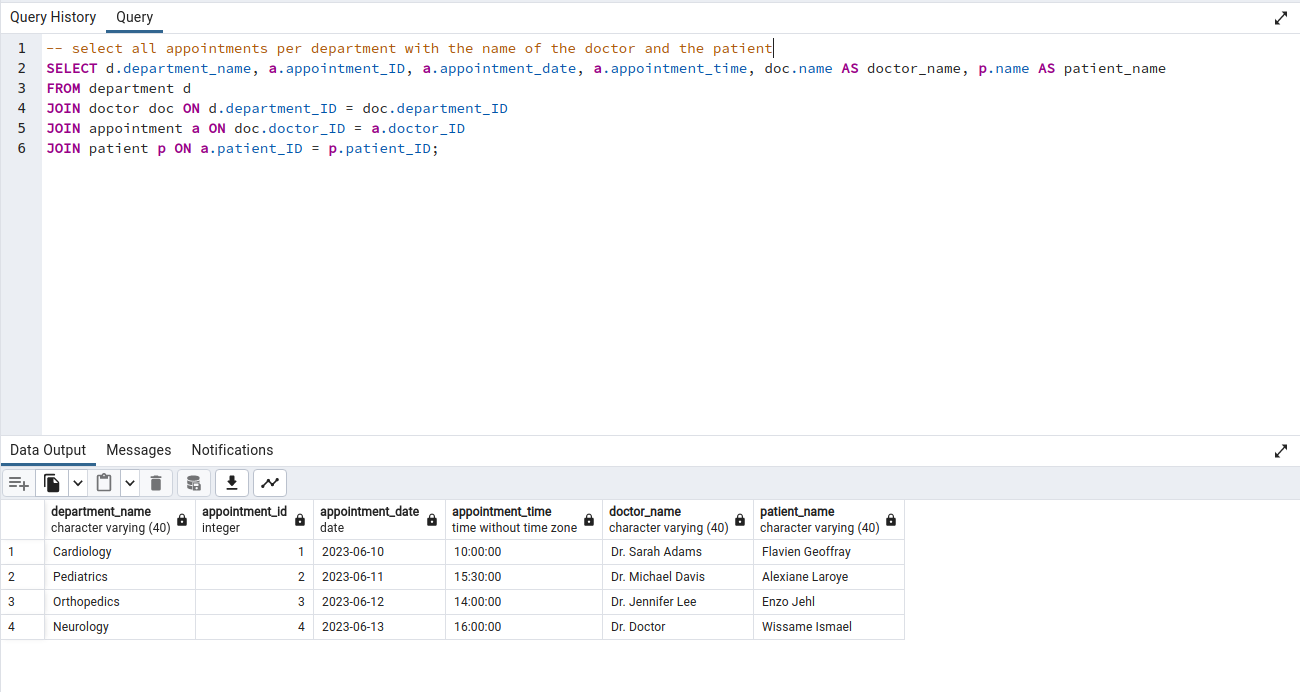 Query History Query
1 -- select all appointments per department with the name of the doctor and the patient
2 SELECT d.department_name, a.appointment_ID, a.appointment_date, a.appointment_time, doc.name AS doctor_name, p.name AS patient_name
3 FROM department d
4 JOIN doctor doc ON d.department_ID = doc.department_ID
5 JOIN appointment a ON doc.doctor_ID = a.doctor_ID
6 JOIN patient p ON a.patient_ID = p.patient_ID;
Data Output Messages Notifications
department_name appointment_id appointment_date appointment_time doctor_name patient_name
character varying (40) integer date time without time zone character varying (40) character varying (40)
1 Cardiology 1 2023-06-10 10:00:00 Dr. Sarah Adams Flavien Geoffray
2 Pediatrics 2 2023-06-11 15:30:00 Dr. Michael Davis Alexiane Laroye
3 Orthopedics 3 2023-06-12 14:00:00 Dr. Jennifer Lee Enzo Jehl
4 Neurology 4 2023-06-13 16:00:00 Dr. Doctor Wissame Ismael